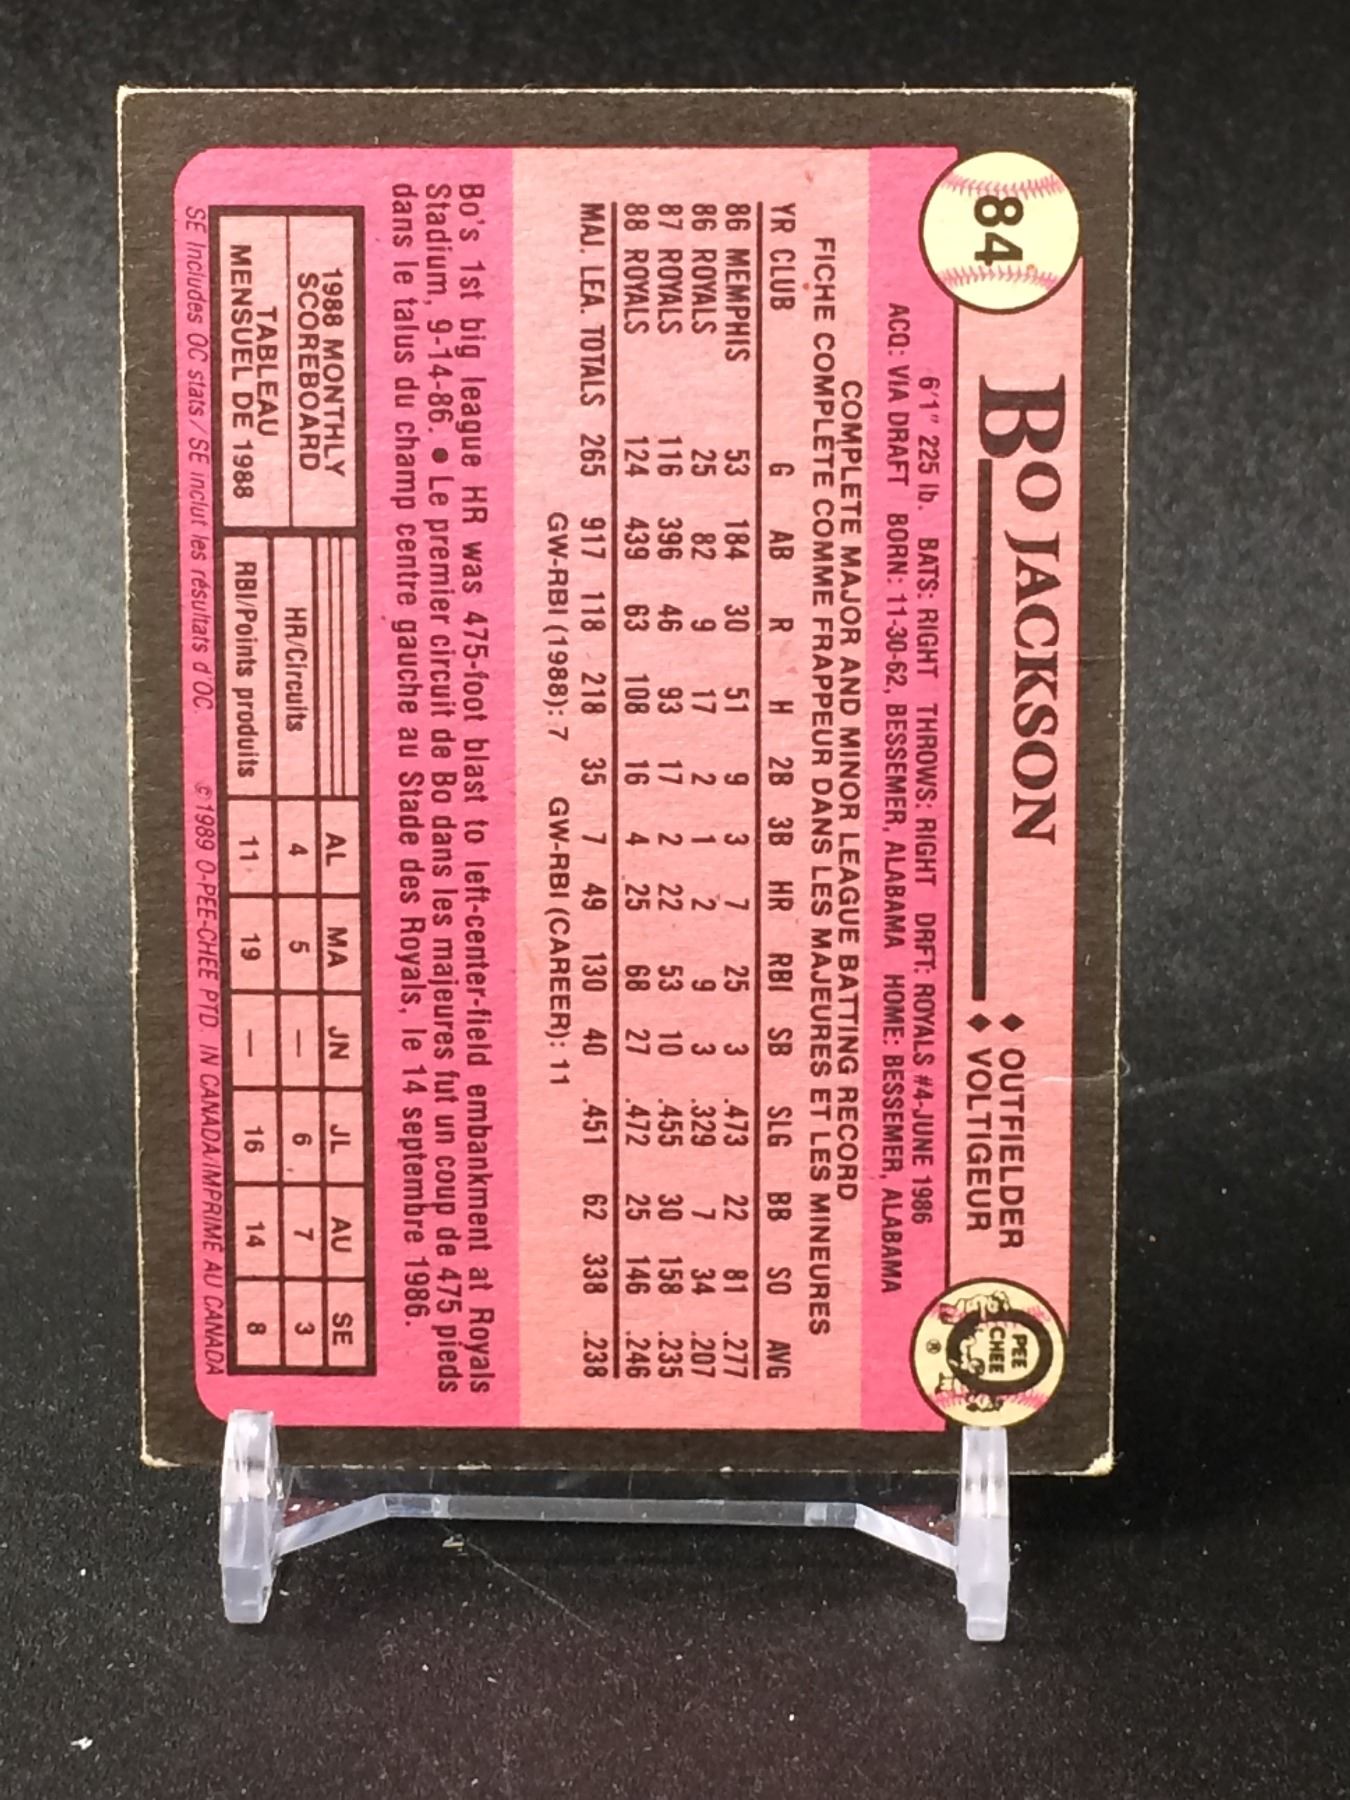 84
BO JACKSON
♦ OUTFIELDER
♦ VOLTIGEUR
O PEE CHEE ®
6'1" 225 lb. BATS: RIGHT THROWS: RIGHT DRFT: ROYALS #4-JUNE 1986
ACQ: VIA DRAFT BORN: 11-30-62, BESSEMER, ALABAMA HOME: BESSEMER, ALABAMA
COMPLETE MAJOR AND MINOR LEAGUE BATTING RECORD
FICHE COMPLETE COMME FRAPPEUR DANS LES MAJEURES ET LES MINEURES
YR CLUB G AB R H 2B 3B HR RBI SB SLG BB SO AVG
86 MEMPHIS 53 184 30 51 9 3 7 25 3 .473 22 81 .277
86 ROYALS 25 82 9 17 2 1 2 9 3 .329 7 34 .207
87 ROYALS 116 396 46 93 17 2 22 53 10 .455 30 158 .235
88 ROYALS 124 439 63 108 16 4 25 68 27 .472 25 146 .246
MAJ. LEA. TOTALS 265 917 118 218 35 7 49 130 40 .451 62 338 .238
GW-RBI (1988): 7 GW-RBI (CAREER): 11
Bo's 1st big league HR was 475-foot blast to left-center-field embankment at Royals
Stadium, 9-14-86. ● Le premier circuit de Bo dans les majeures fut un coup de 475 pieds
dans le talus du champ centre gauche au Stade des Royals, le 14 septembre 1986.
1988 MONTHLY
SCOREBOARD
TABLEAU
MENSUEL DE 1988
AL MA JN JL AU SE
HR/Circuits 4 5 — 6 7 3
RBI/Points produits 11 19 — 16 14 8
SE Includes OC stats / SE inclut les résultats d'OC. ©1989 O-PEE-CHEE PTD. IN CANADA/IMPRIMÉ AU CANADA